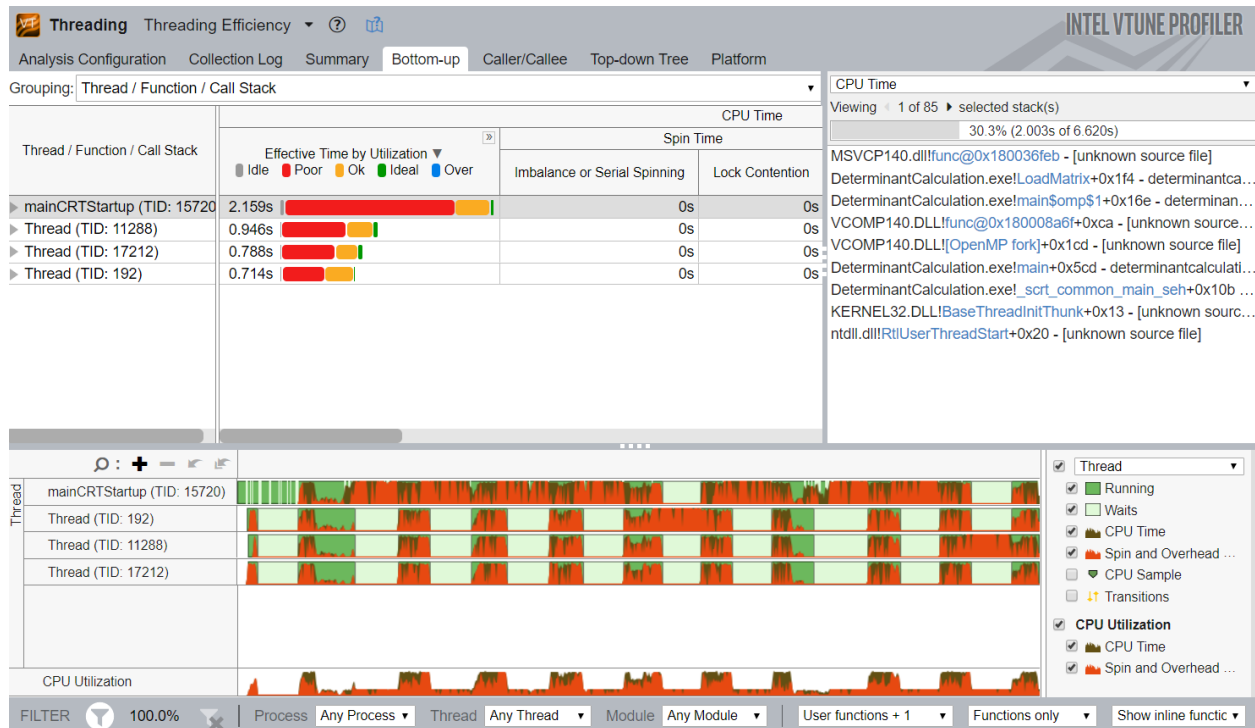 Threading Threading Efficiency INTEL VTUNE PROFILER
Analysis Configuration Collection Log Summary Bottom-up Caller/Callee Top-down Tree Platform
Grouping: Thread / Function / Call Stack
CPU Time
Viewing 1 of 85 selected stack(s)
30.3% (2.003s of 6.620s)
Thread / Function / Call Stack
CPU Time
Effective Time by Utilization
Idle Poor Ok Ideal Over
Spin Time
Imbalance or Serial Spinning Lock Contention
mainCRTStartup (TID: 15720 2.159s 0s 0s
Thread (TID: 11288) 0.946s 0s 0s
Thread (TID: 17212) 0.788s 0s 0s
Thread (TID: 192) 0.714s 0s 0s
MSVCP140.dll!func@0x180036feb - [unknown source file]
DeterminantCalculation.exe!LoadMatrix+0x1f4 - determinantca...
DeterminantCalculation.exe!main$omp$1+0x16e - determinan...
VCOMP140.DLL!func@0x180008a6f+0xca - [unknown source...
VCOMP140.DLL![OpenMP fork]+0x1cd - [unknown source file]
DeterminantCalculation.exe!main+0x5cd - determinantcalculati...
DeterminantCalculation.exe!_scrt_common_main_seh+0x10b ...
KERNEL32.DLL!BaseThreadInitThunk+0x13 - [unknown sourc...
ntdll.dll!RtlUserThreadStart+0x20 - [unknown source file]
Thread
mainCRTStartup (TID: 15720)
Thread (TID: 192)
Thread (TID: 11288)
Thread (TID: 17212)
CPU Utilization
Thread
Running
Waits
CPU Time
Spin and Overhead ...
CPU Sample
Transitions
CPU Utilization
CPU Time
Spin and Overhead ...
FILTER 100.0% Process Any Process Thread Any Thread Module Any Module User functions + 1 Functions only Show inline functic